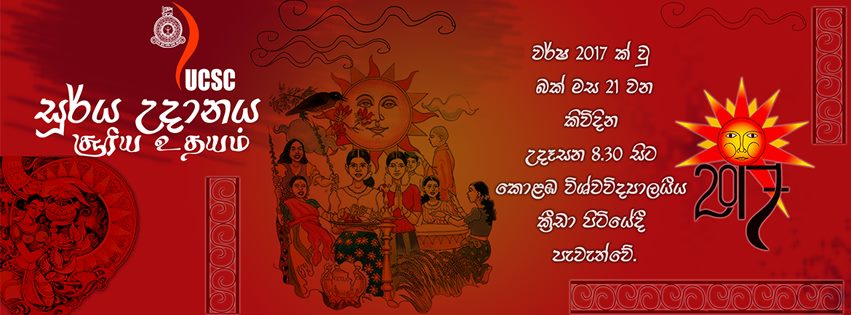 UCSC
සූර්ය උදානය
சூரிய உதயம்
වර්ෂ 2017 ක් වු
බක් මස 21 වන
කිවිදින
උදෑසන 8.30 සිට
කොළඹ විශ්වවිද්‍යාලයීය
ක්‍රීඩා පිටියේදී
පැවැත්වේ.
2017